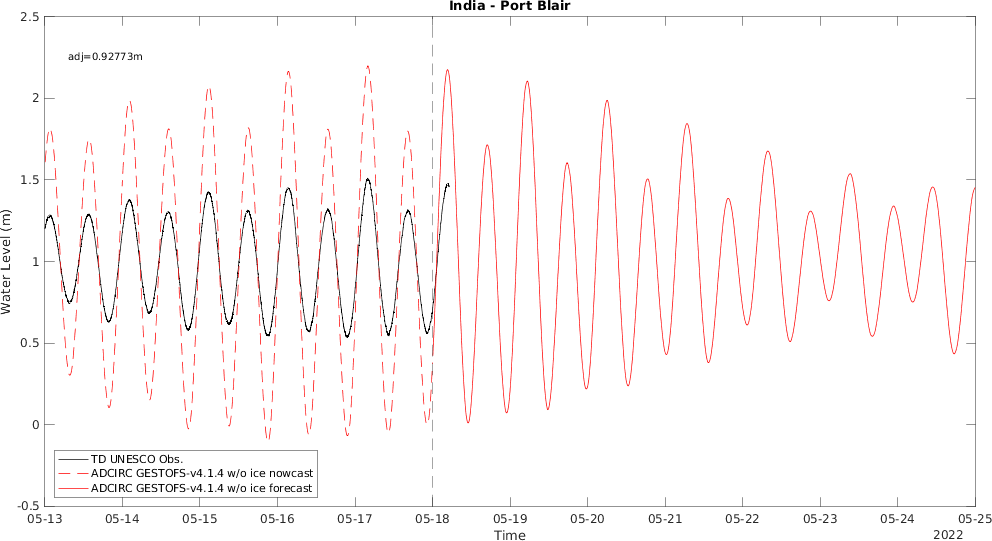 India - Port Blair
adj=0.92773m
2.5
2
1.5
1
0.5
0
-0.5
Water Level (m)
TD UNESCO Obs.
ADCIRC GESTOFS-v4.1.4 w/o ice nowcast
ADCIRC GESTOFS-v4.1.4 w/o ice forecast
05-13 05-14 05-15 05-16 05-17 05-18 05-19 05-20 05-21 05-22 05-23 05-24 05-25
Time
2022